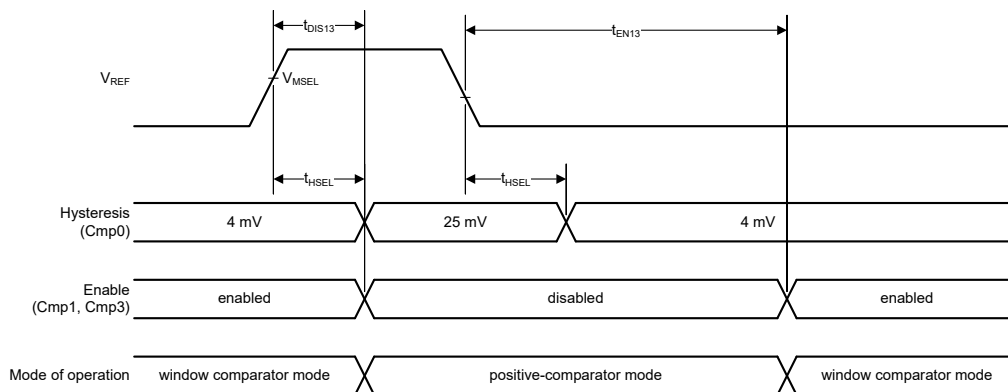 tDIS13
tEN13
VREF
VMSEL
tHSEL
tHSEL
Hysteresis
(Cmp0)
4 mV
25 mV
4 mV
Enable
(Cmp1, Cmp3)
enabled
disabled
enabled
Mode of operation
window comparator mode
positive-comparator mode
window comparator mode